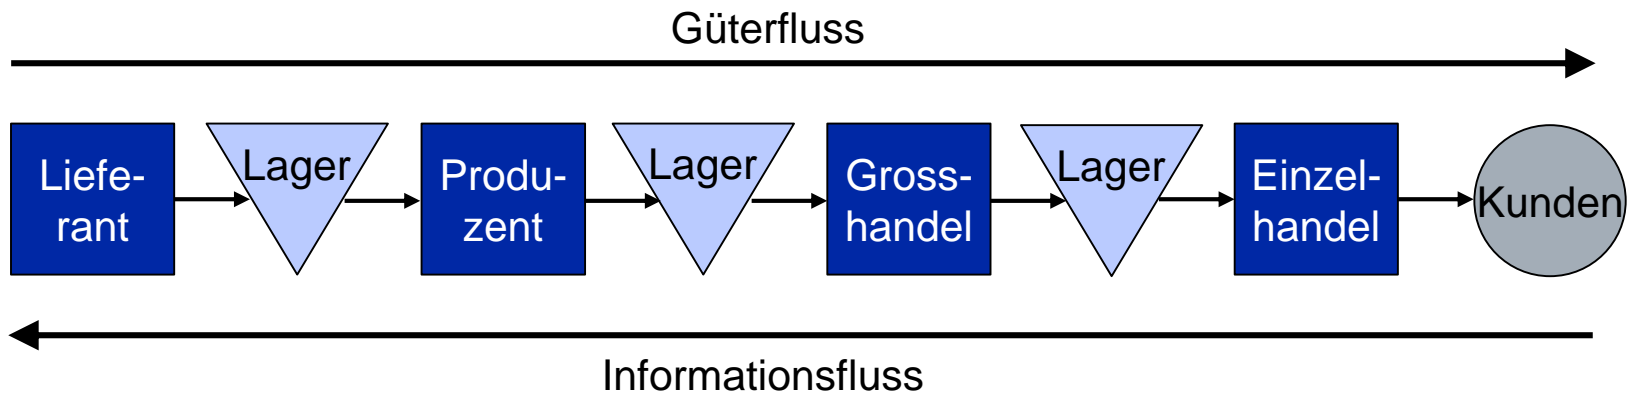 Güterfluss
Liefe-
rant
Lager
Produ-
zent
Lager
Gross-
handel
Lager
Einzel-
handel
Kunden
Informationsfluss